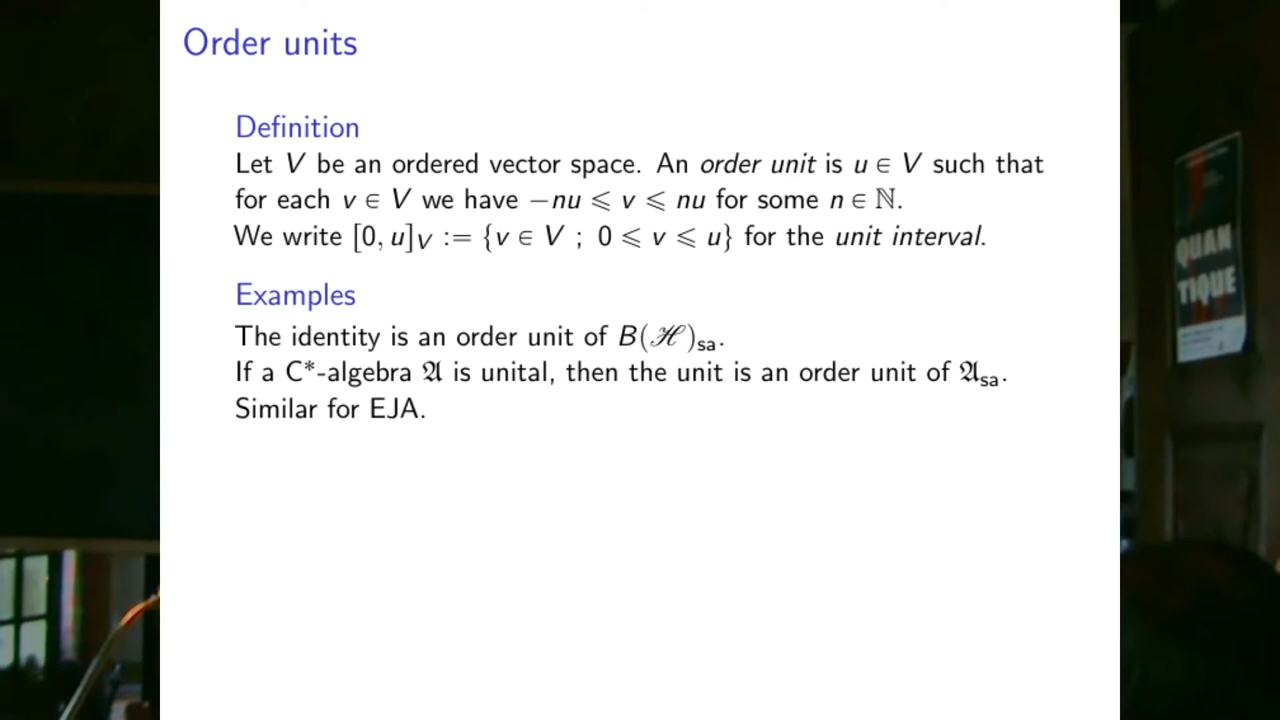 Order units
Definition
Let V be an ordered vector space. An order unit is u ∈ V such that
for each v ∈ V we have −nu ⩽ v ⩽ nu for some n ∈ ℕ.
We write [0, u]_V := {v ∈ V ; 0 ⩽ v ⩽ u} for the unit interval.
Examples
The identity is an order unit of B(ℋ)_sa.
If a C*-algebra 𝔄 is unital, then the unit is an order unit of 𝔄_sa.
Similar for EJA.
QUAN
TIQUE